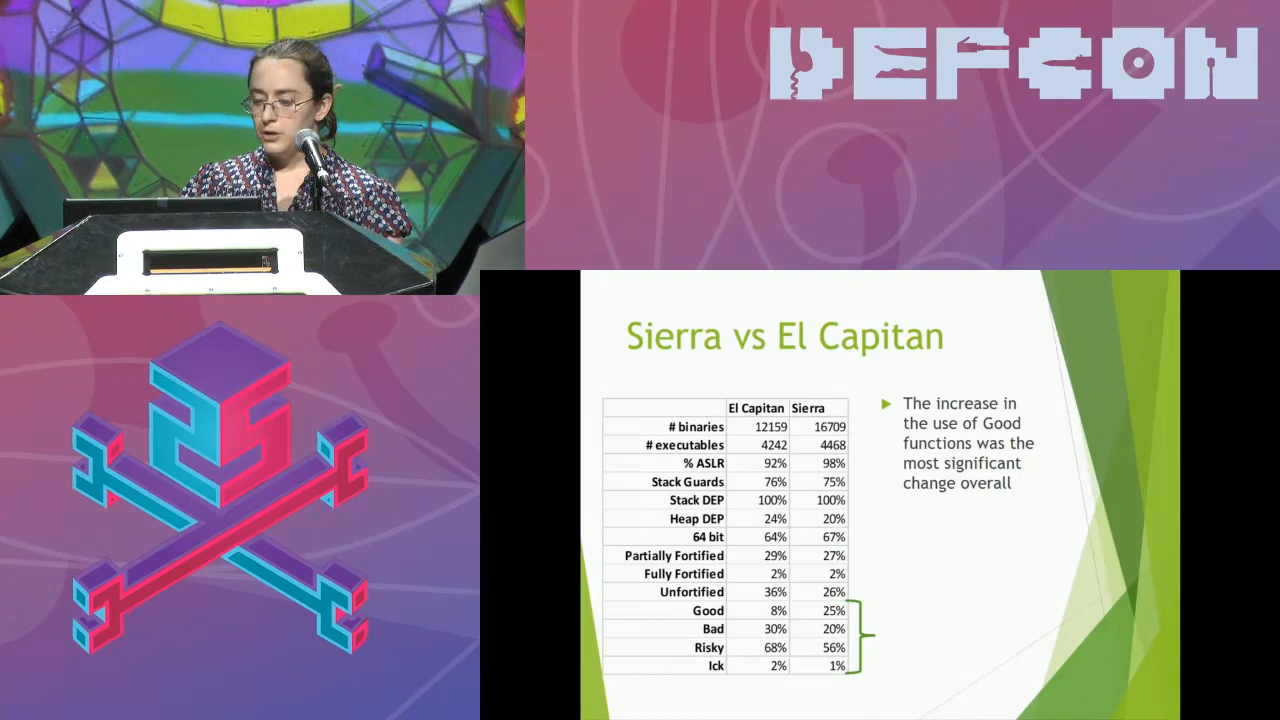 DEFCON
Sierra vs El Capitan
El Capitan Sierra
# binaries 12159 16709
# executables 4242 4468
% ASLR 92% 98%
Stack Guards 76% 75%
Stack DEP 100% 100%
Heap DEP 24% 20%
64 bit 64% 67%
Partially Fortified 29% 27%
Fully Fortified 2% 2%
Unfortified 36% 26%
Good 8% 25%
Bad 30% 20%
Risky 68% 56%
Ick 2% 1%
The increase in
the use of Good
functions was the
most significant
change overall
25